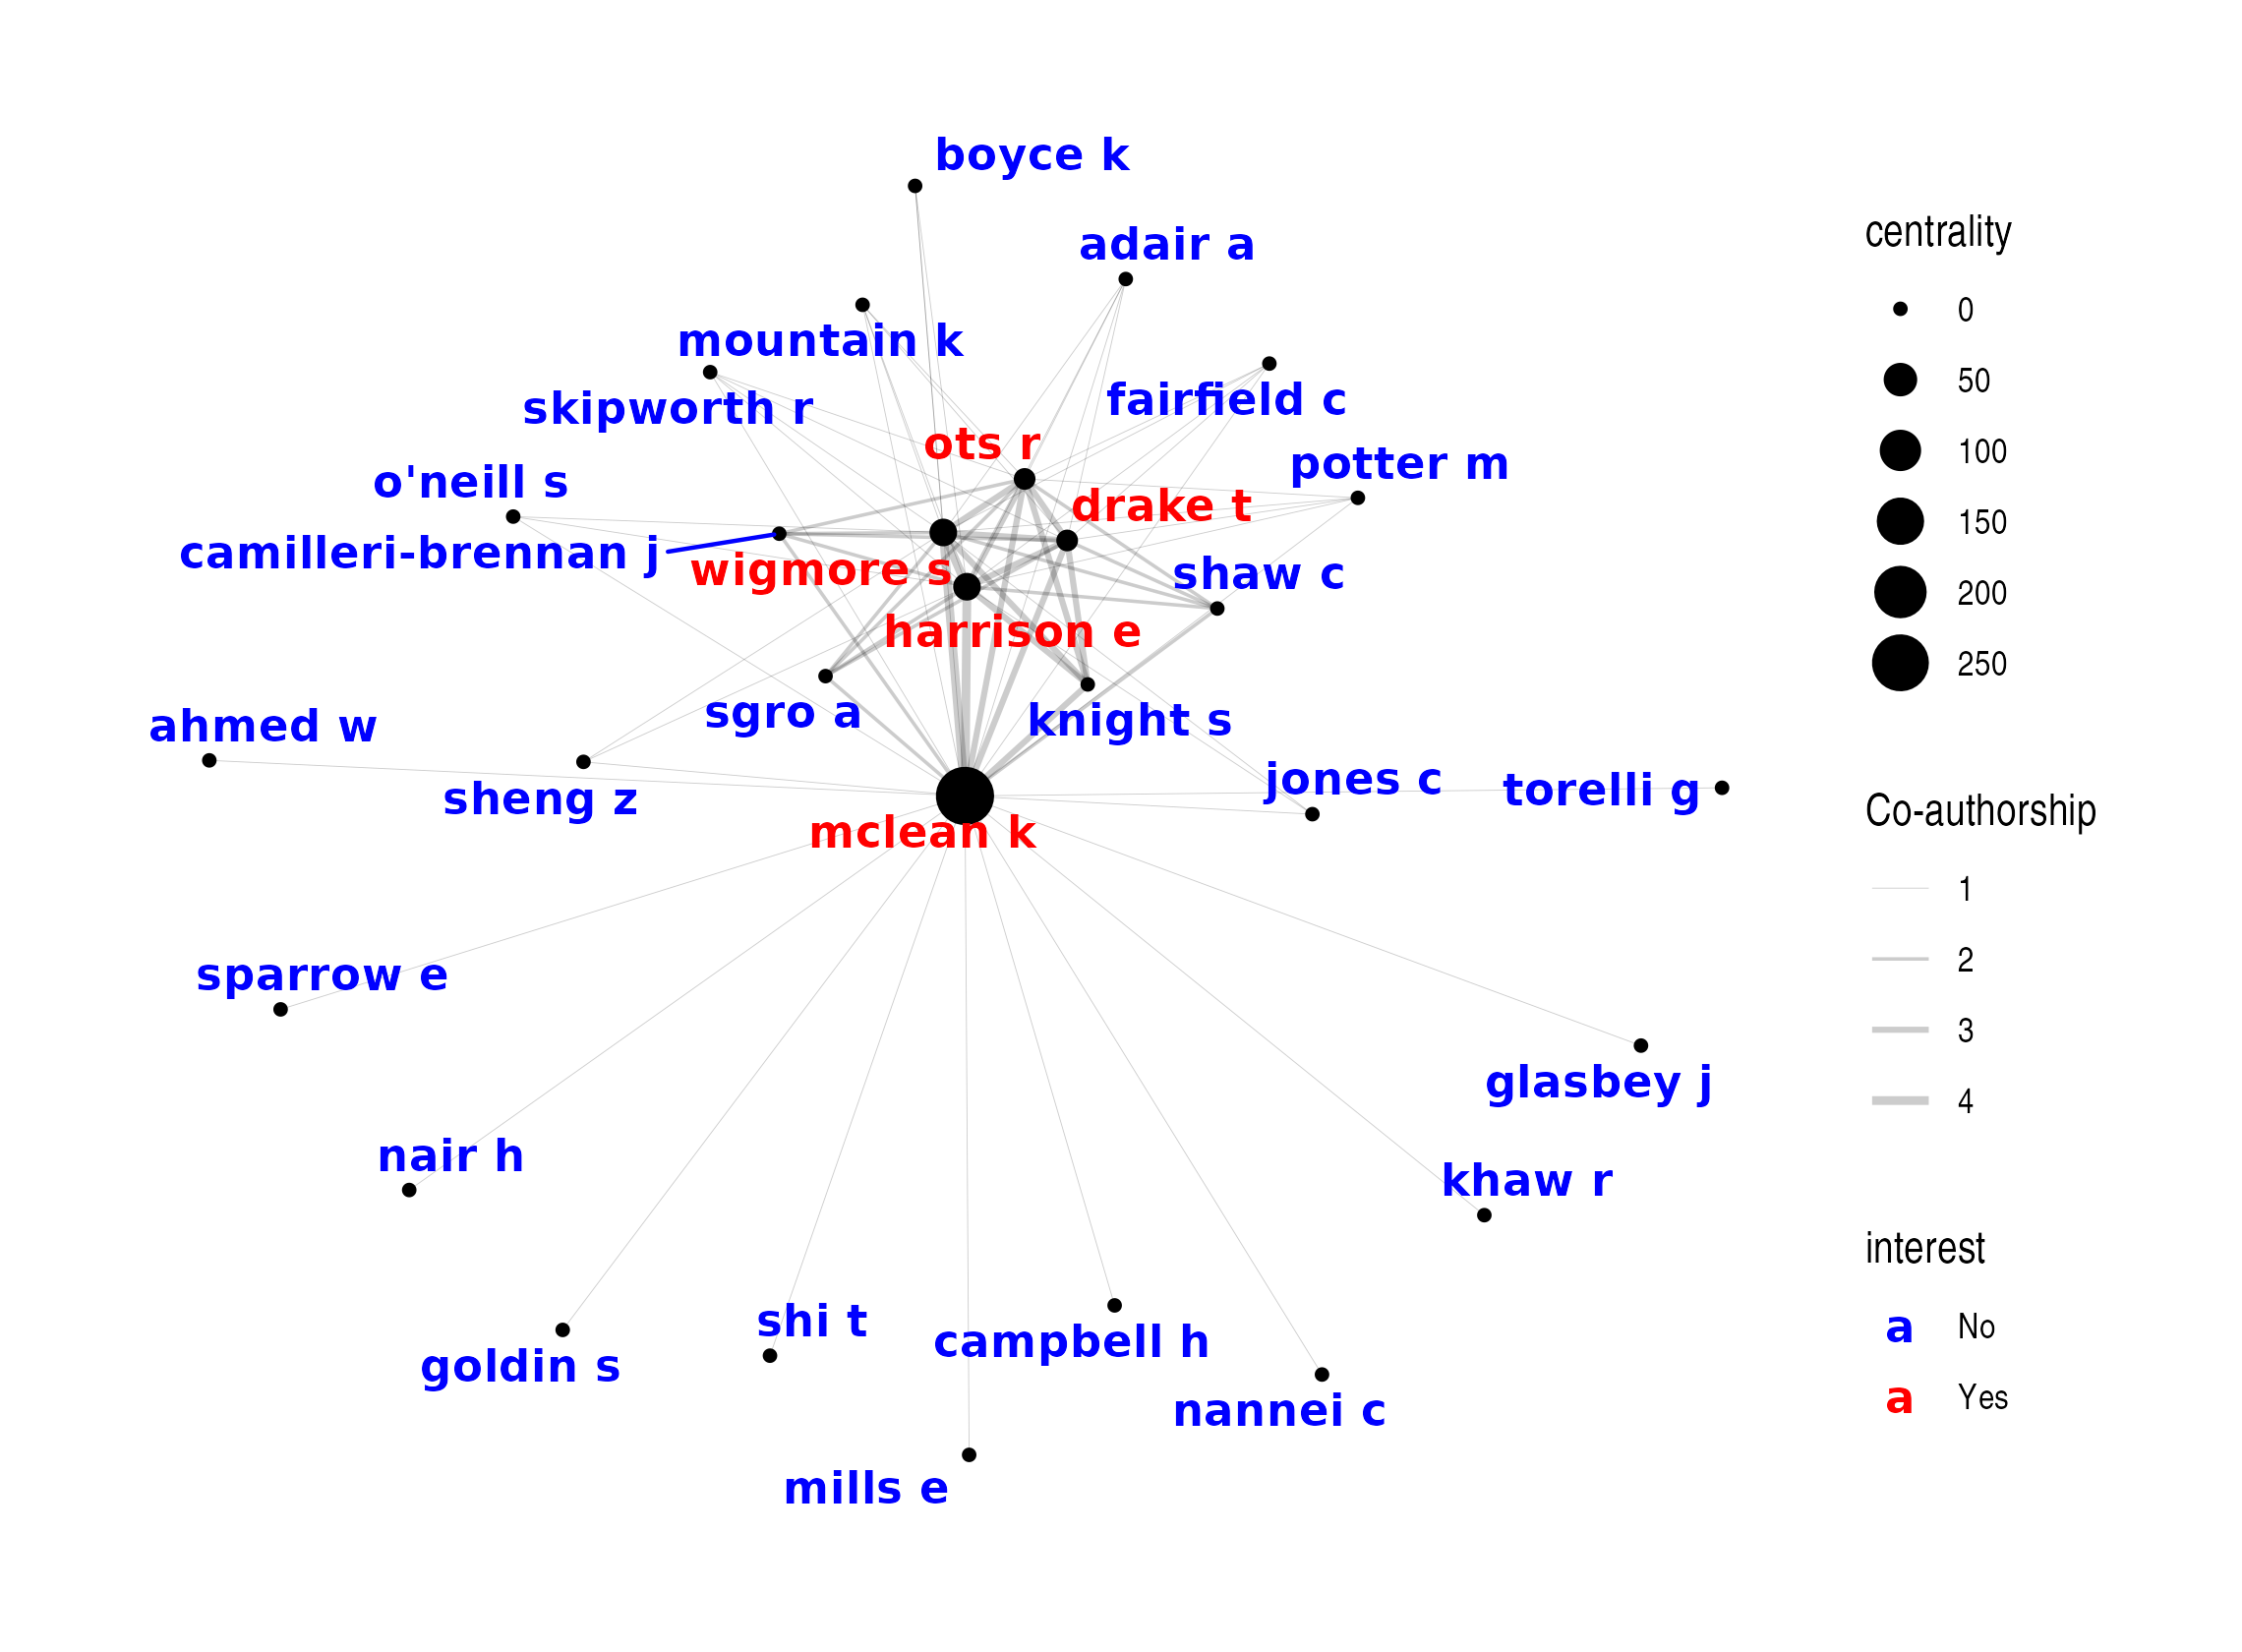 boyce k
adair a
mountain k
fairfield c
skipworth r
ots r
potter m
o'neill s
drake t
camilleri-brennan j
wigmore s
shaw c
harrison e
sgro a
knight s
ahmed w
jones c
torelli g
sheng z
mclean k
sparrow e
glasbey j
nair h
khaw r
shi t
campbell h
goldin s
nannei c
mills e
centrality
0
50
100
150
200
250
Co-authorship
1
2
3
4
interest
a No
a Yes